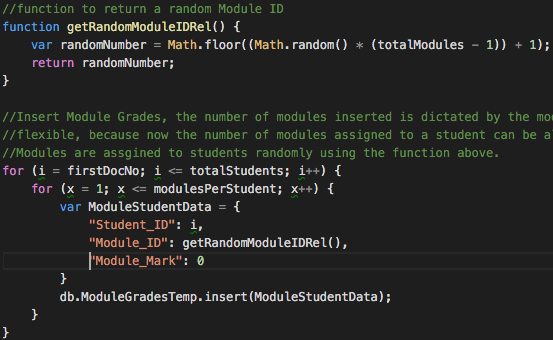 //function to return a random Module ID
function getRandomModuleIDRel() {
    var randomNumber = Math.floor((Math.random() * (totalModules - 1)) + 1);
    return randomNumber;
}

//Insert Module Grades, the number of modules inserted is dictated by the mod
//flexible, because now the number of modules assigned to a student can be a
//Modules are assgined to students randomly using the function above.
for (i = firstDocNo; i <= totalStudents; i++) {
    for (x = 1; x <= modulesPerStudent; x++) {
        var ModuleStudentData = {
            "Student_ID": i,
            "Module_ID": getRandomModuleIDRel(),
            "Module_Mark": 0
        }
        db.ModuleGradesTemp.insert(ModuleStudentData);
    }
}